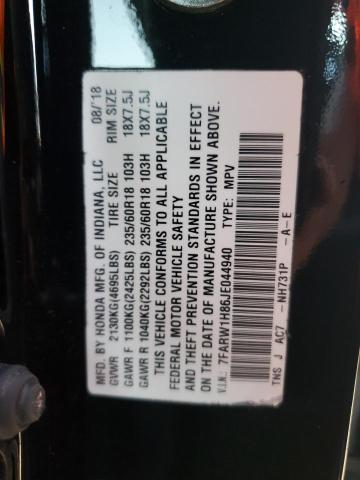 MFD. BY HONDA MFG. OF INDIANA, LLC 08/'18
GVWR 2130KG(4695LBS) TIRE SIZE RIM SIZE
GAWR F 1100KG(2425LBS) 235/60R18 103H 18X7.5J
GAWR R 1040KG(2292LBS) 235/60R18 103H 18X7.5J
THIS VEHICLE CONFORMS TO ALL APPLICABLE
FEDERAL MOTOR VEHICLE SAFETY
AND THEFT PREVENTION STANDARDS IN EFFECT
ON THE DATE OF MANUFACTURE SHOWN ABOVE.
V.I.N.: 7FARW1H86JE044940 TYPE: MPV
TNS J AC7 -NH731P -A-E